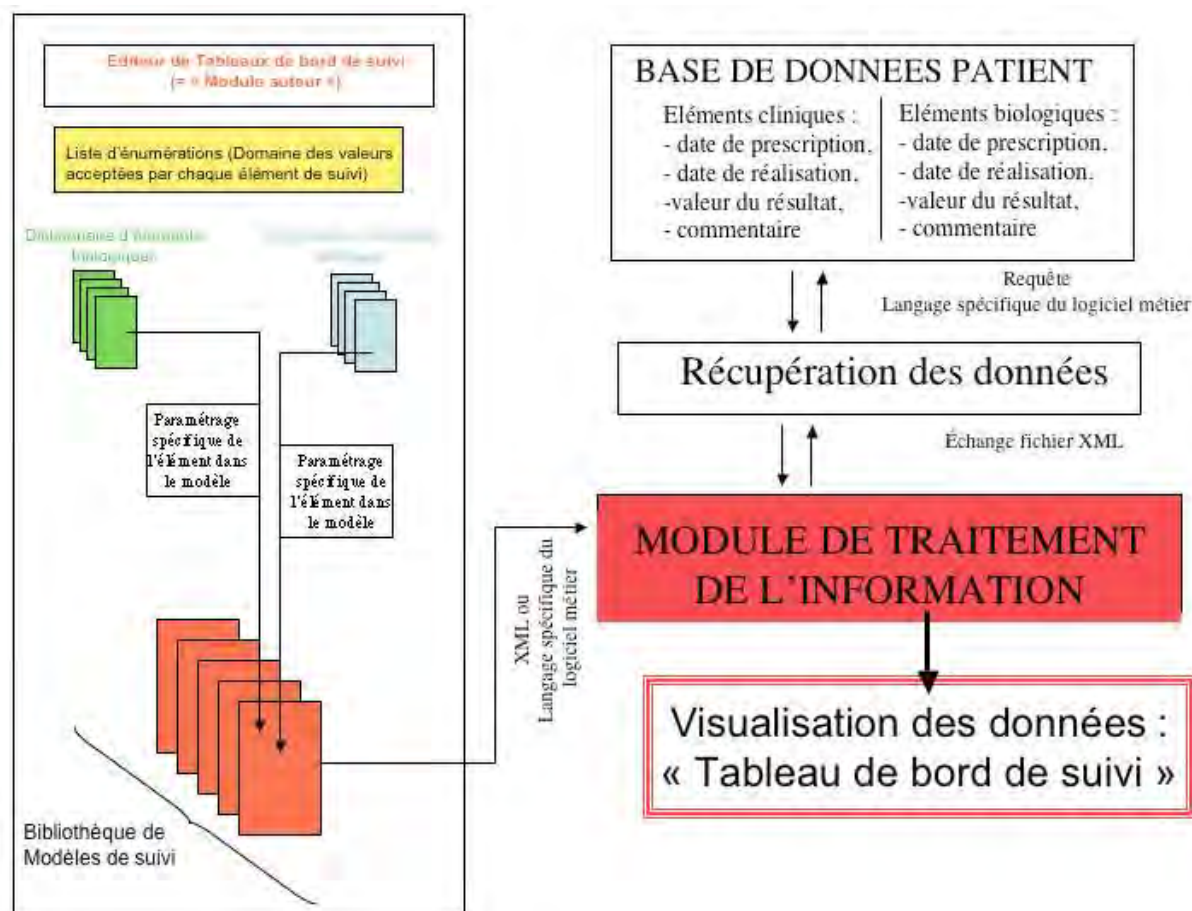 Editeur de Tableaux de bord de suivi
(= « Module auteur »)
Liste d'énumérations (Domaine des valeurs
acceptées par chaque élément de suivi)
Dictionnaire d'éléments
biologiques
Paramétrage
spécifique de
l'élément dans
le modèle
Paramétrage
spécifique de
l'élément dans
le modèle
Bibliothèque de
Modèles de suivi
XML ou
Langage spécifique du
logiciel métier
BASE DE DONNEES PATIENT
Eléments cliniques :
- date de prescription,
- date de réalisation,
-valeur du résultat,
- commentaire
Eléments biologiques :
- date de prescription,
- date de réalisation,
-valeur du résultat,
- commentaire
Requête
Langage spécifique du logiciel métier
Récupération des données
Échange fichier XML
MODULE DE TRAITEMENT
DE L'INFORMATION
Visualisation des données :
« Tableau de bord de suivi »